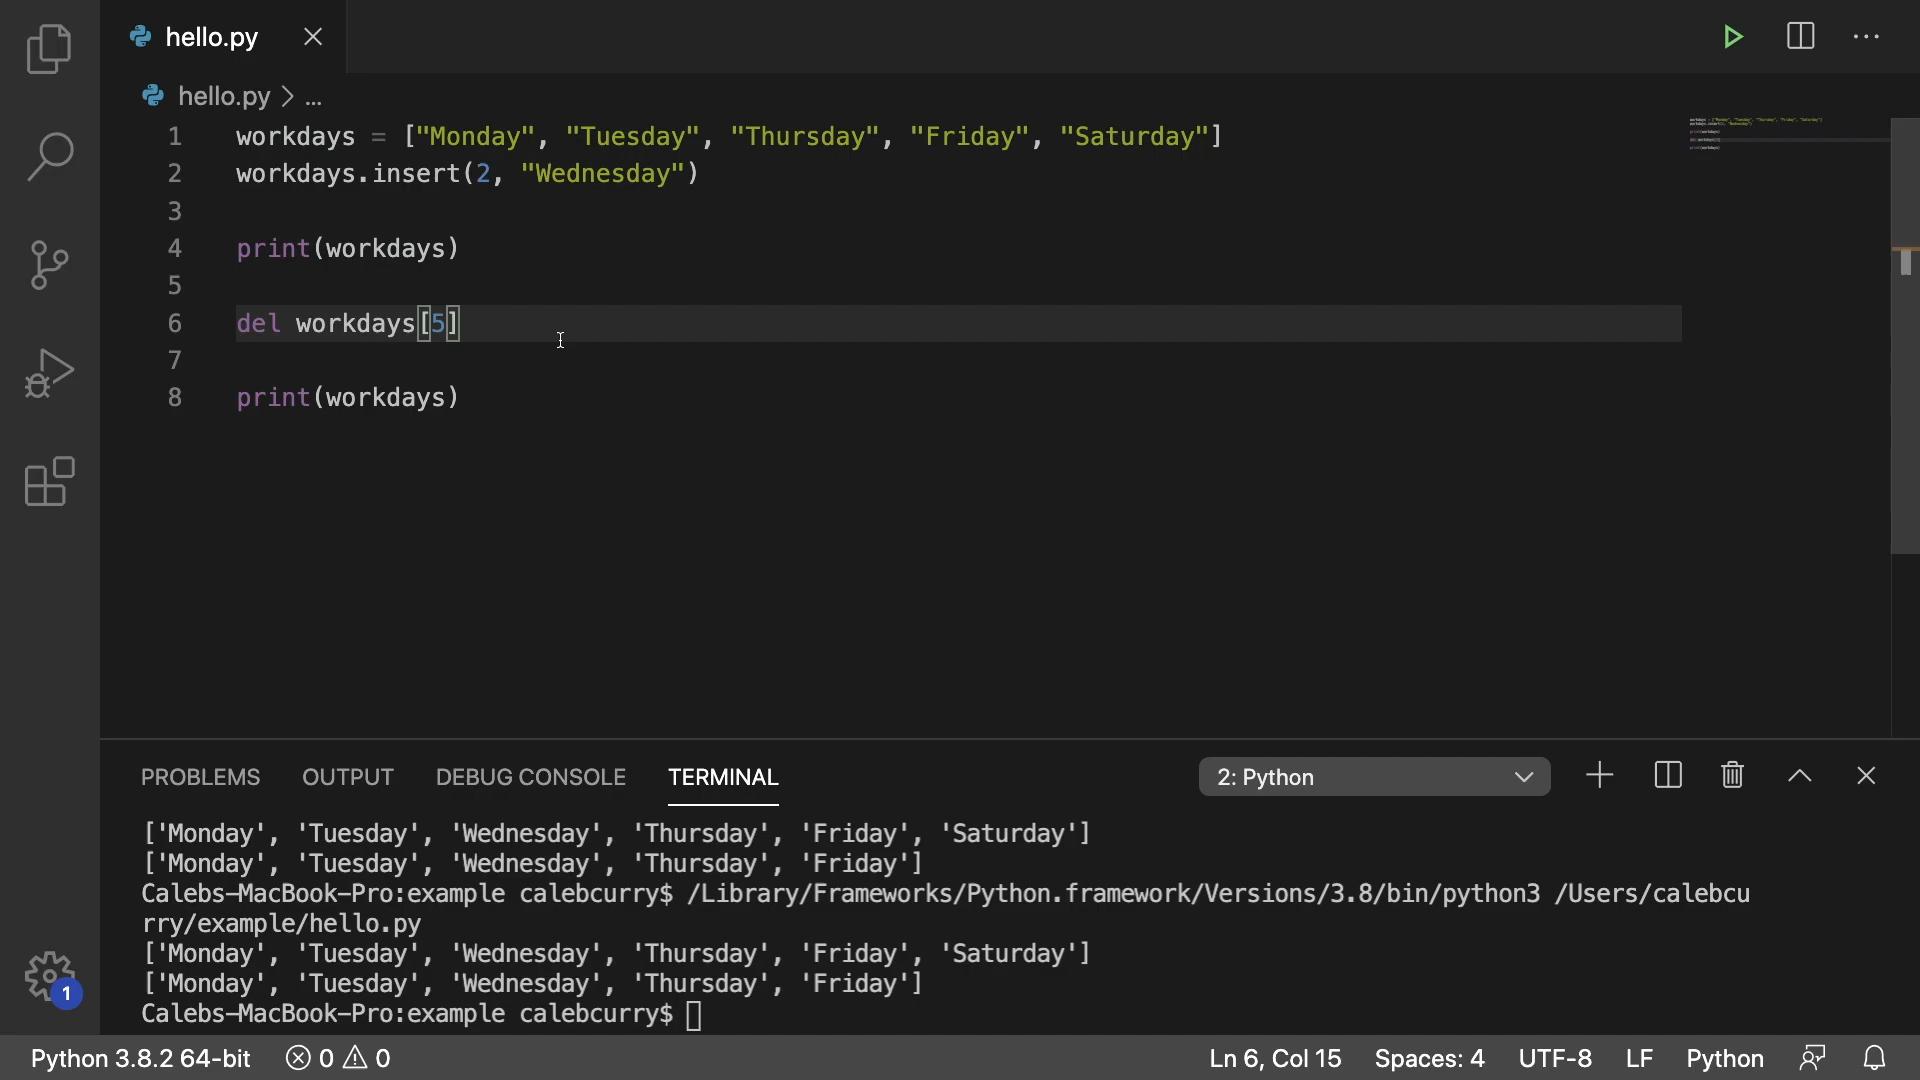 hello.py
hello.py > ...
1 workdays = ["Monday", "Tuesday", "Thursday", "Friday", "Saturday"]
2 workdays.insert(2, "Wednesday")
3
4 print(workdays)
5
6 del workdays[5]
7
8 print(workdays)
PROBLEMS OUTPUT DEBUG CONSOLE TERMINAL 2: Python
['Monday', 'Tuesday', 'Wednesday', 'Thursday', 'Friday', 'Saturday']
['Monday', 'Tuesday', 'Wednesday', 'Thursday', 'Friday']
Calebs-MacBook-Pro:example calebcurry$ /Library/Frameworks/Python.framework/Versions/3.8/bin/python3 /Users/calebcu
rry/example/hello.py
['Monday', 'Tuesday', 'Wednesday', 'Thursday', 'Friday', 'Saturday']
['Monday', 'Tuesday', 'Wednesday', 'Thursday', 'Friday']
Calebs-MacBook-Pro:example calebcurry$
1
Python 3.8.2 64-bit 0 0 Ln 6, Col 15 Spaces: 4 UTF-8 LF Python